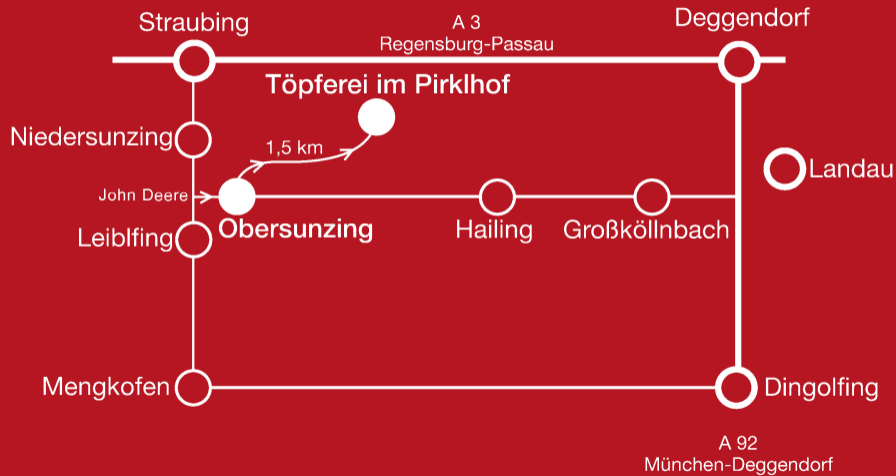 A 3
Regensburg-Passau
Straubing
Deggendorf
Töpferei im Pirklhof
Niedersunzing
1,5 km
Landau
John Deere
Obersunzing
Hailing
Großköllnbach
Leiblfing
Mengkofen
Dingolfing
A 92
München-Deggendorf